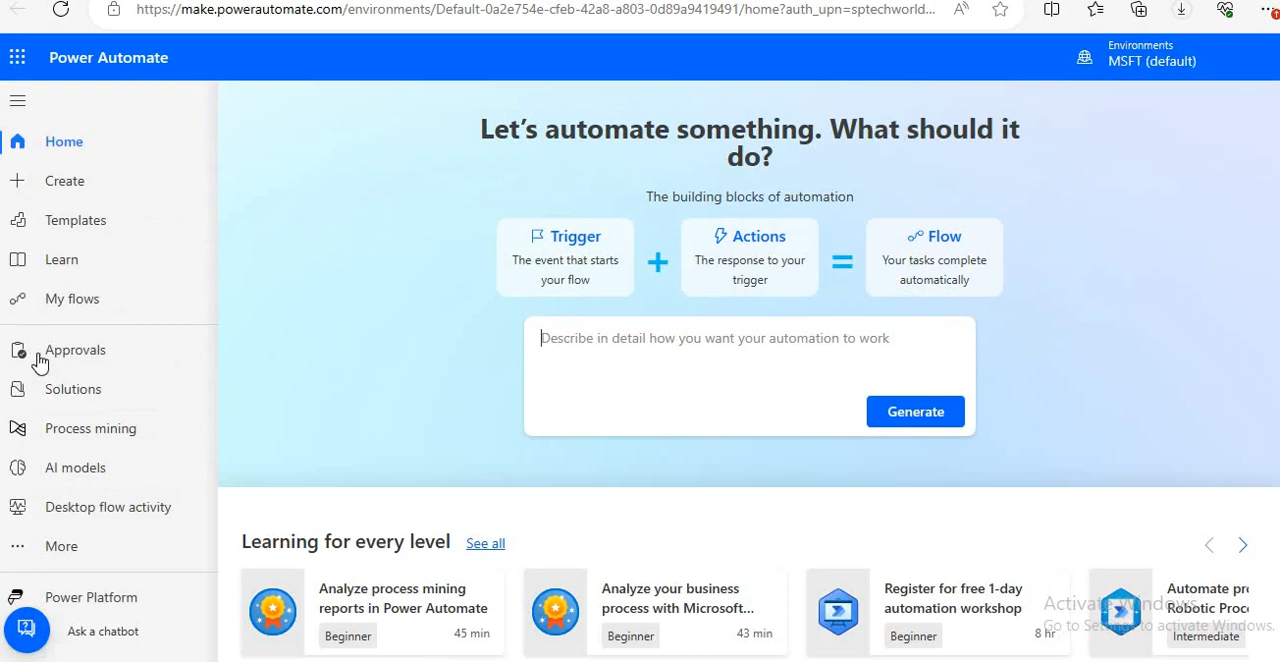 https://make.powerautomate.com/environments/Default-0a2e754e-cfeb-42a8-a803-0d89a9419491/home?auth_upn=sptechworld...
Power Automate
Environments
MSFT (default)
Home
Create
Templates
Learn
My flows
Approvals
Solutions
Process mining
AI models
Desktop flow activity
More
Power Platform
Ask a chatbot
Let's automate something. What should it
do?
The building blocks of automation
Trigger
The event that starts
your flow
+
Actions
The response to your
trigger
=
Flow
Your tasks complete
automatically
Describe in detail how you want your automation to work
Generate
Learning for every level
See all
Analyze process mining
reports in Power Automate
Beginner
45 min
Analyze your business
process with Microsoft...
Beginner
43 min
Register for free 1-day
automation workshop
Beginner
8 hr
Automate pro
Robotic Proc
Intermediate
Activate Windows
Go to Settings to activate Windows.